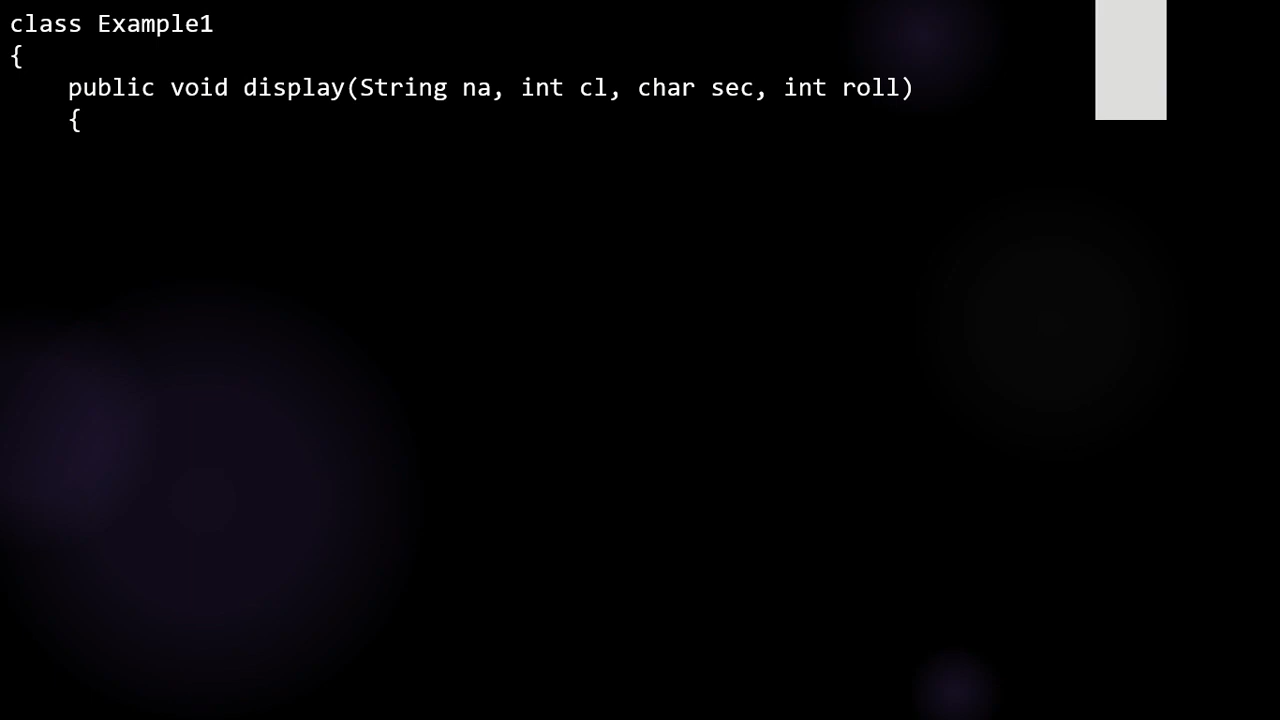 class Example1
{
    public void display(String na, int cl, char sec, int roll)
    {